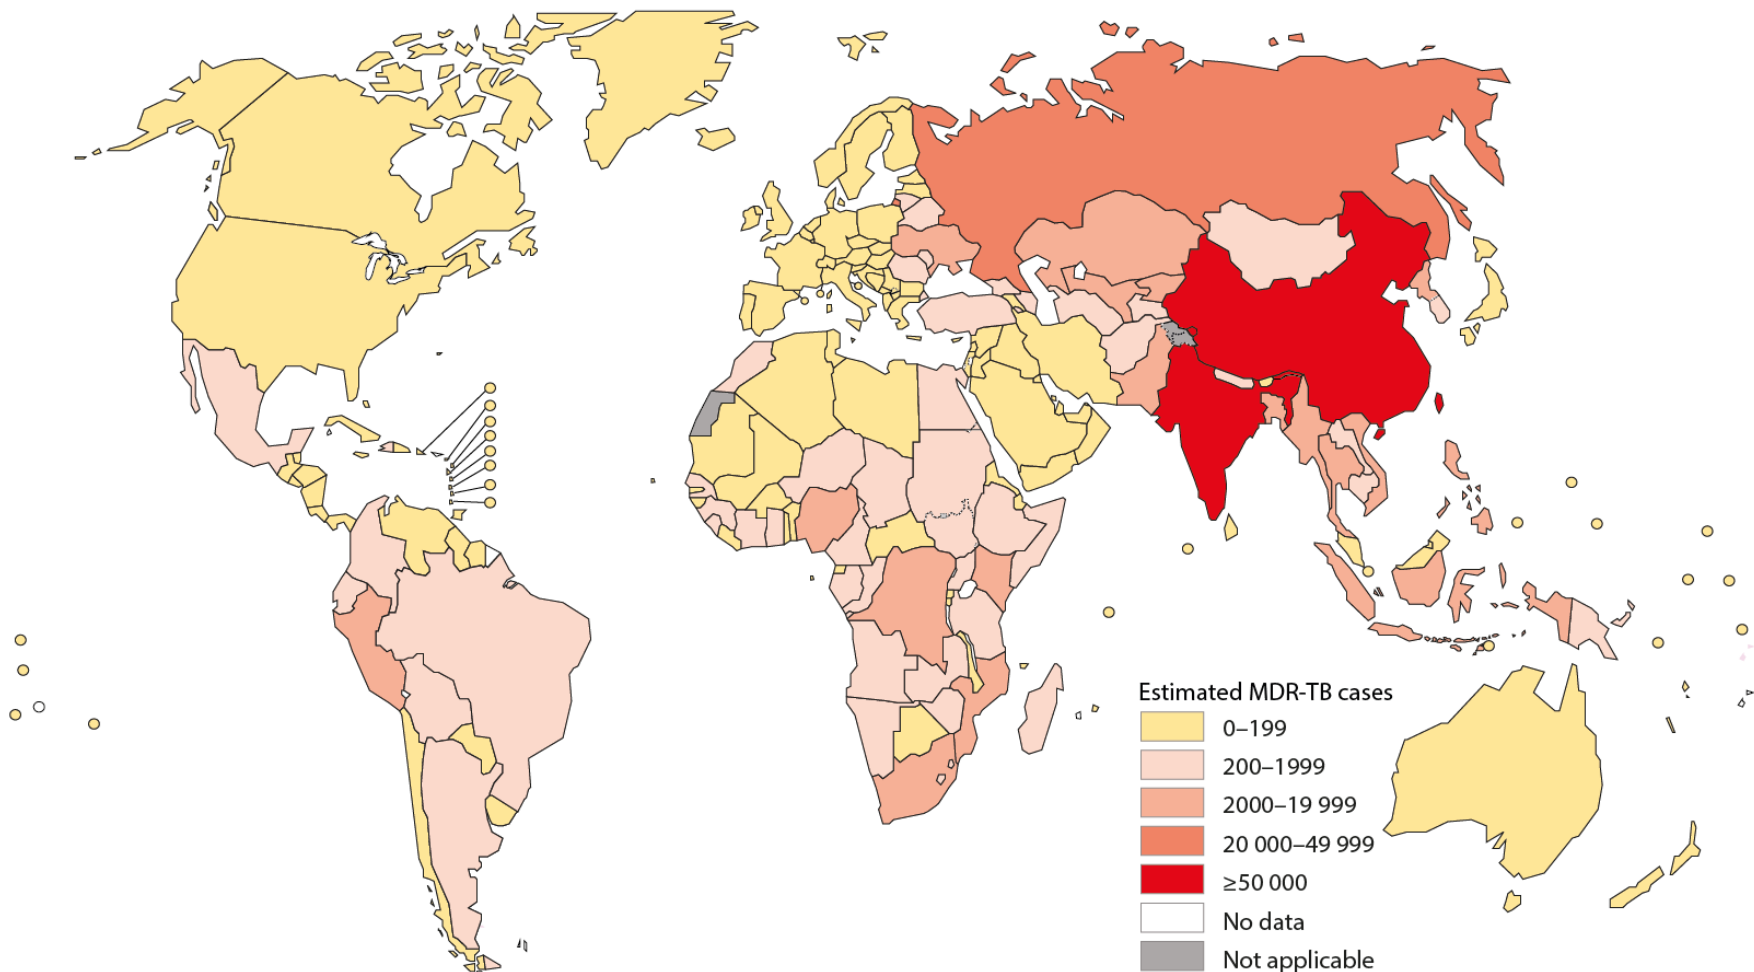 Estimated MDR-TB cases
0–199
200–1999
2000–19 999
20 000–49 999
≥50 000
No data
Not applicable